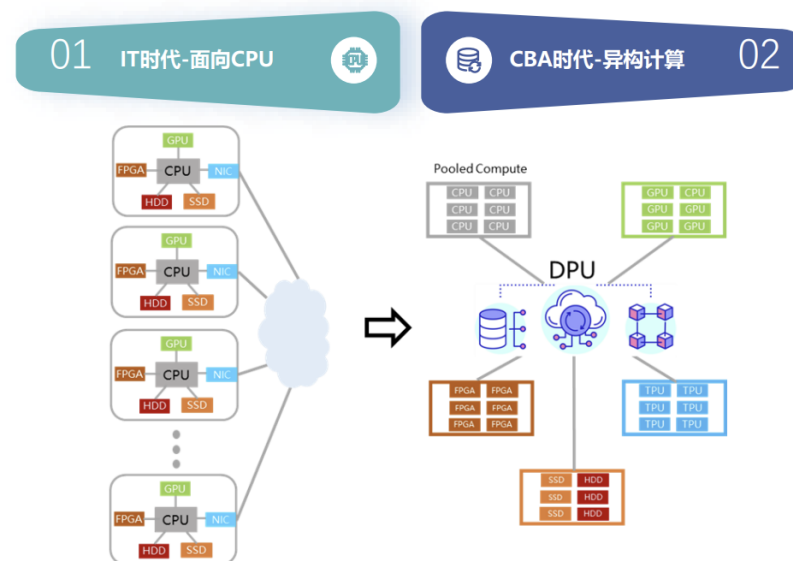 01 IT时代-面向CPU
CBA时代-异构计算 02
GPU
FPGA CPU NIC
HDD SSD
GPU
FPGA CPU NIC
HDD SSD
GPU
FPGA CPU NIC
HDD SSD
GPU
FPGA CPU NIC
HDD SSD
Pooled Compute
CPU CPU
CPU CPU
CPU CPU
GPU CPU
GPU GPU
GPU GPU
DPU
FPGA FPGA
FPGA FPGA
FPGA FPGA
TPU TPU
TPU TPU
TPU TPU
SSD HDD
SSD HDD
SSD HDD